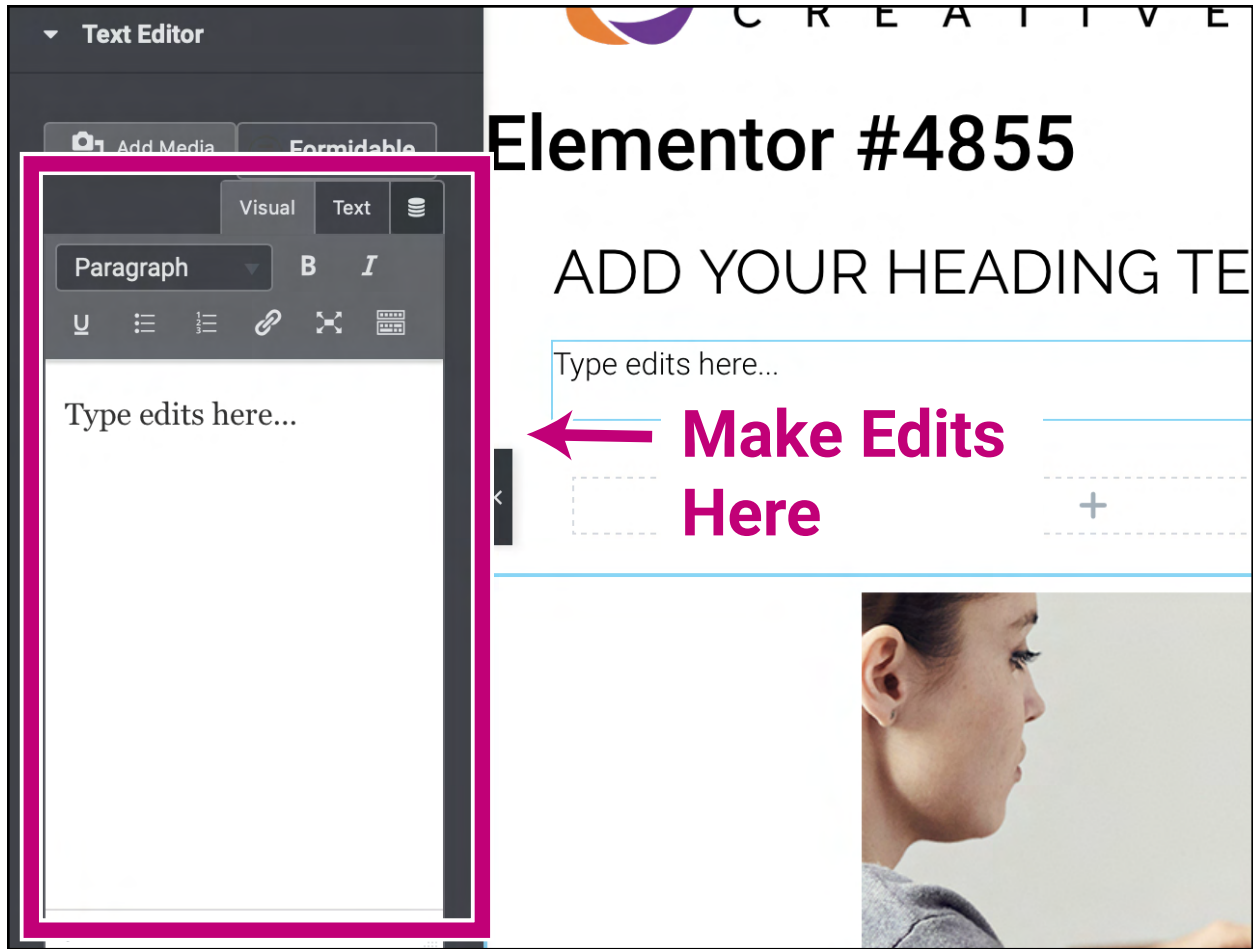 Text Editor
Add Media
Formidable
Visual
Text
Paragraph
B
I
U
Type edits here...
CREATIVE
Elementor #4855
ADD YOUR HEADING TE
Type edits here...
Make Edits
Here